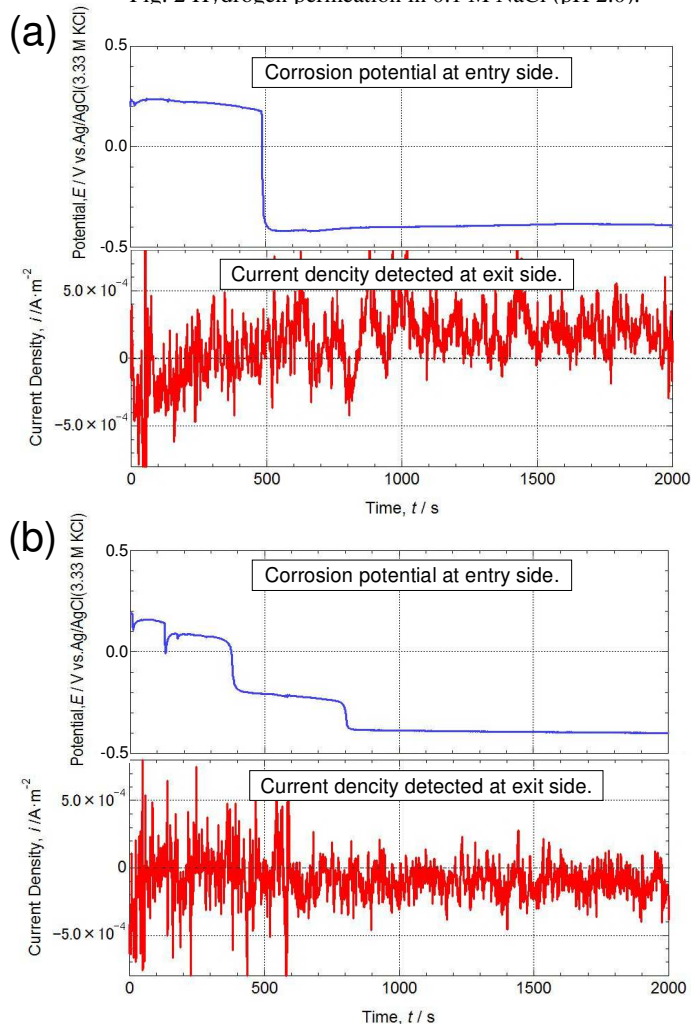 Fig. 2 Hydrogen permeation in 0.1 M NaCl (pH 2.0).
(a)
Potential,E / V vs.Ag/AgCl(3.33 M KCl)
0.5
0.0
-0.5
Corrosion potential at entry side.
Current Density, i /A·m⁻²
5.0×10⁻⁴
0
−5.0×10⁻⁴
Current dencity detected at exit side.
0 500 1000 1500 2000
Time, t / s
(b)
Potential,E / V vs.Ag/AgCl(3.33 M KCl)
0.5
0.0
-0.5
Corrosion potential at entry side.
Current Density, i /A·m⁻²
5.0×10⁻⁴
0
−5.0×10⁻⁴
Current dencity detected at exit side.
0 500 1000 1500 2000
Time, t / s